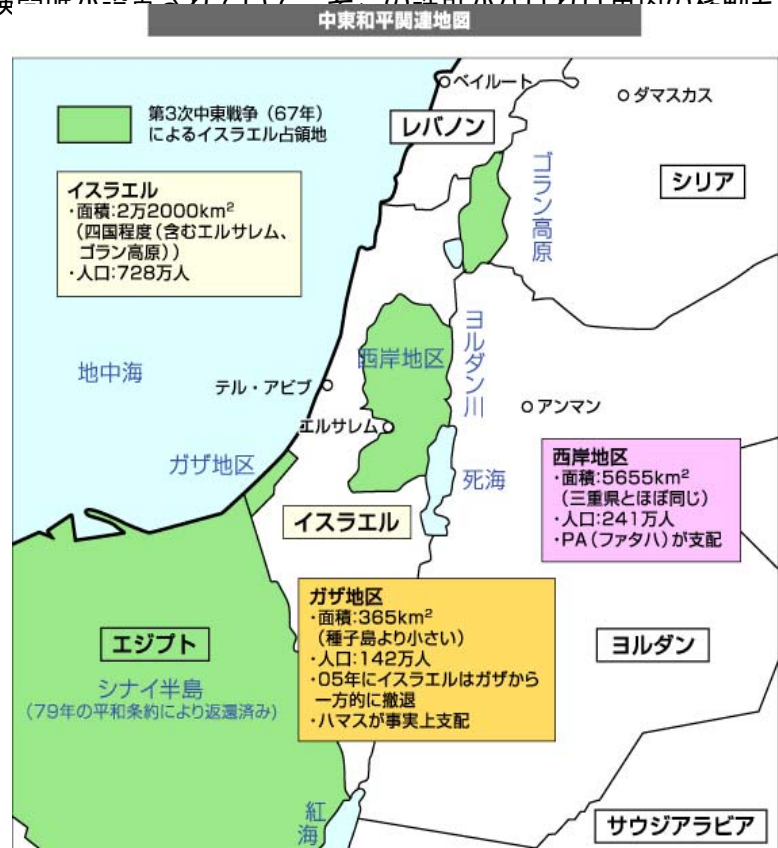 中東和平関連地図
ベイルート
ダマスカス
第3次中東戦争（67年）
によるイスラエル占領地
レバノン
ゴラン高原
シリア
イスラエル
・面積：2万2000km²
（四国程度（含むエルサレム、
ゴラン高原））
・人口：728万人
地中海
西岸地区
ヨルダン川
テル・アビブ
アンマン
エルサレム
ガザ地区
死海
西岸地区
・面積：5655km²
（三重県とほぼ同じ）
・人口：241万人
・PA（ファタハ）が支配
イスラエル
ガザ地区
・面積：365km²
（種子島より小さい）
・人口：142万人
・05年にイスラエルはガザから
一方的に撤退
・ハマスが事実上支配
エジプト
シナイ半島
（79年の平和条約により返還済み）
ヨルダン
紅海
サウジアラビア